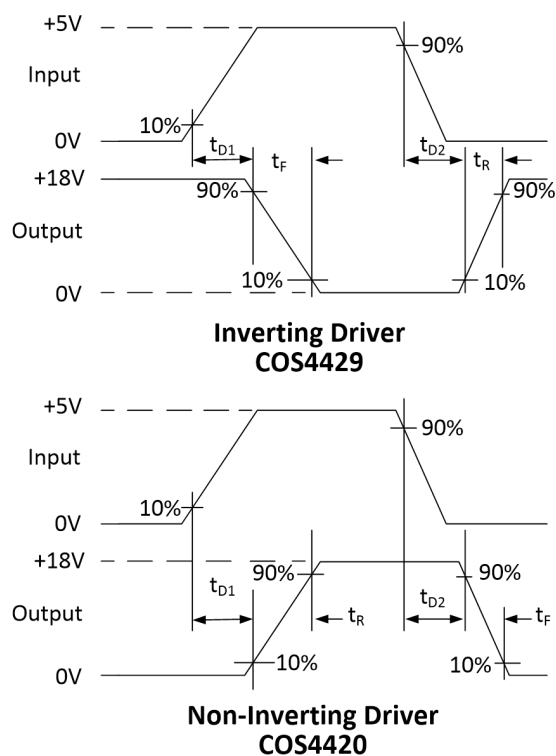 +5V
90%
Input
10%
0V
tD1
tF
tD2
tR
+18V
90%
90%
Output
10%
10%
0V
Inverting Driver
COS4429
+5V
90%
Input
10%
0V
+18V
tD1
90%
tR
tD2
90%
tF
Output
10%
10%
0V
Non-Inverting Driver
COS4420